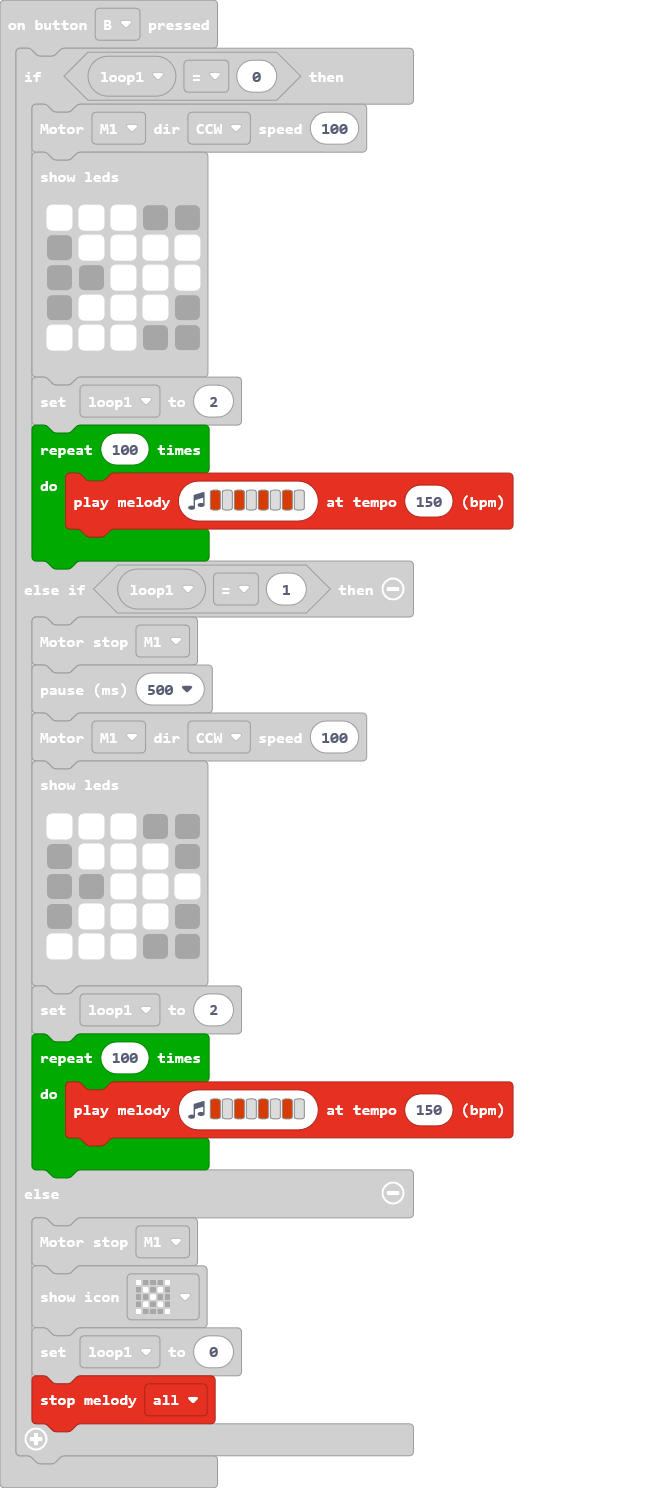 on button B pressed
if loop1 = 0 then
Motor M1 dir CCW speed 100
show leds
set loop1 to 2
repeat 100 times
do play melody at tempo 150 (bpm)
else if loop1 = 1 then
Motor stop M1
pause (ms) 500
Motor M1 dir CCW speed 100
show leds
set loop1 to 2
repeat 100 times
do play melody at tempo 150 (bpm)
else
Motor stop M1
show icon
set loop1 to 0
stop melody all